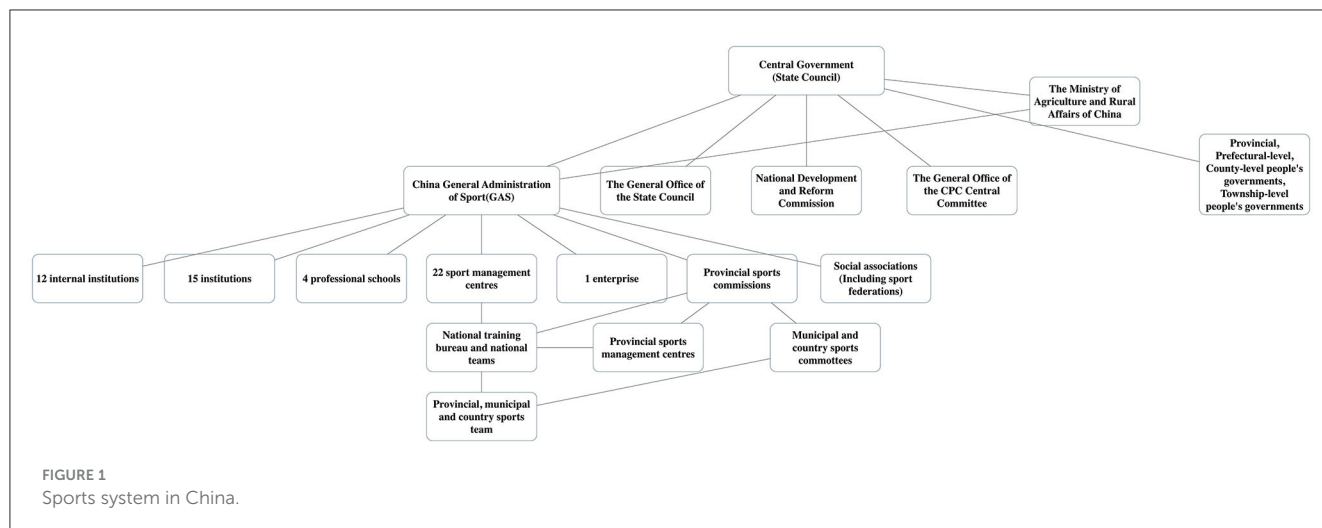 Central Government
(State Council)
The Ministry of
Agriculture and Rural
Affairs of China
Provincial,
Prefectural-level,
County-level people's
governments,
Township-level
people's governments
China General Administration
of Sport(GAS)
The General Office of
the State Council
National Development
and Reform
Commission
The General Office of
the CPC Central
Committee
12 internal institutions
15 institutions
4 professional schools
22 sport management
centres
1 enterprise
Provincial sports
commissions
Social associations
(Including sport
federations)
National training
bureau and national
teams
Provincial sports
management centres
Municipal and
country sports
commottees
Provincial, municipal
and country sports
team
FIGURE 1
Sports system in China.